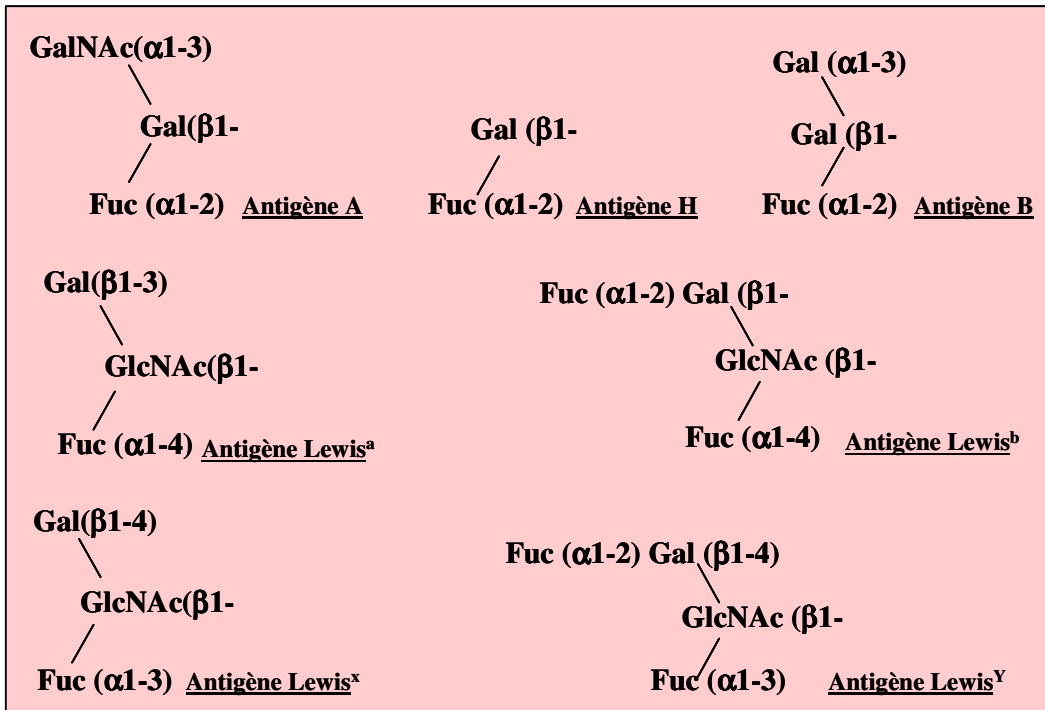 GalNAc(α1-3)
Gal(β1-
Fuc (α1-2) Antigène A
Gal (β1-
Fuc (α1-2) Antigène H
Gal (α1-3)
Gal (β1-
Fuc (α1-2) Antigène B
Gal(β1-3)
GlcNAc(β1-
Fuc (α1-4) Antigène Lewisᵃ
Fuc (α1-2) Gal (β1-
GlcNAc (β1-
Fuc (α1-4) Antigène Lewisᵇ
Gal(β1-4)
GlcNAc(β1-
Fuc (α1-3) Antigène Lewisˣ
Fuc (α1-2) Gal (β1-4)
GlcNAc (β1-
Fuc (α1-3) Antigène Lewisʸ